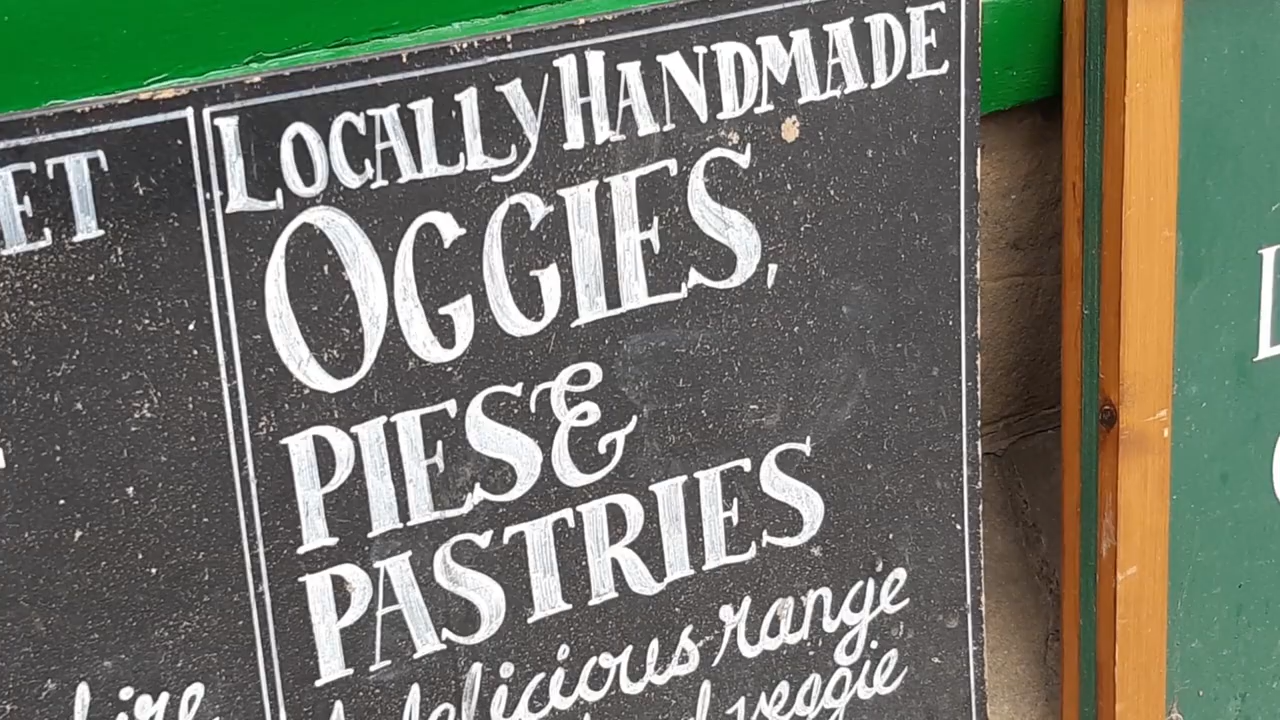 LOCALLY HANDMADE
OGGIES,
PIES &
PASTRIES
delicious range
veggie